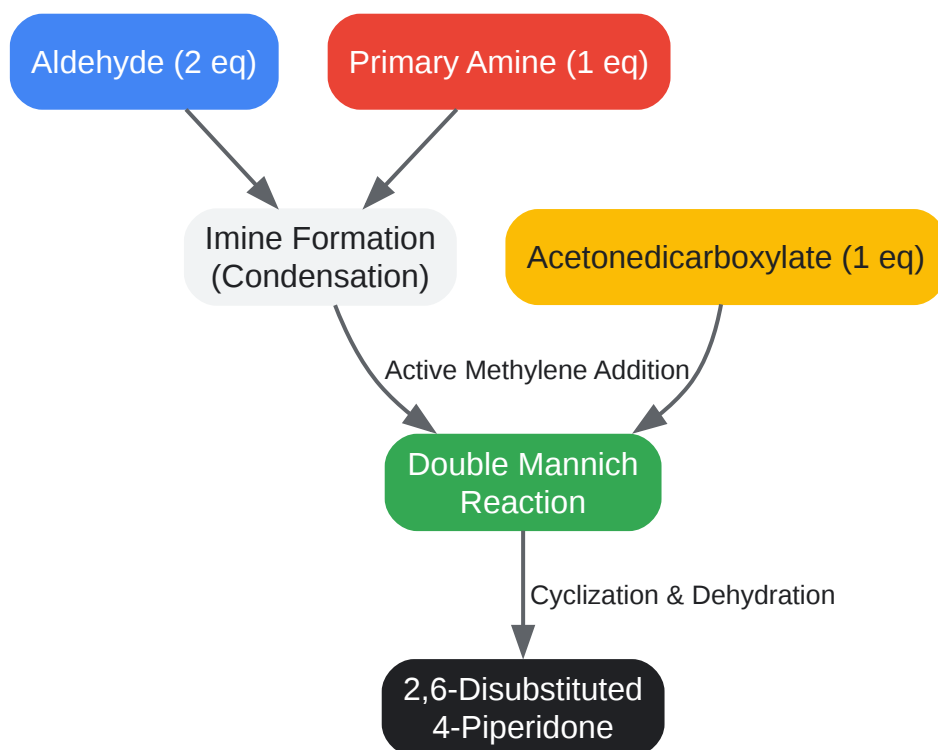 Aldehyde (2 eq)
Primary Amine (1 eq)
Imine Formation
(Condensation)
Acetonedicarboxylate (1 eq)
Active Methylene Addition
Double Mannich
Reaction
Cyclization & Dehydration
2,6-Disubstituted
4-Piperidone